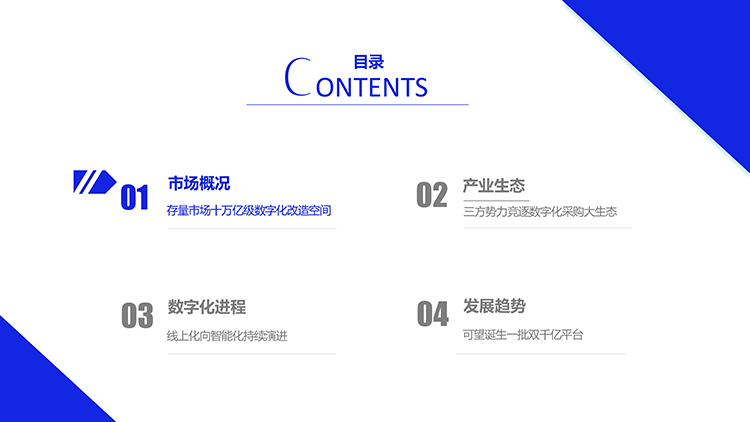 目录
CONTENTS
01
市场概况
存量市场十万亿级数字化改造空间
02
产业生态
三方势力竞逐数字化采购大生态
03
数字化进程
线上化向智能化持续演进
04
发展趋势
可望诞生一批双千亿平台